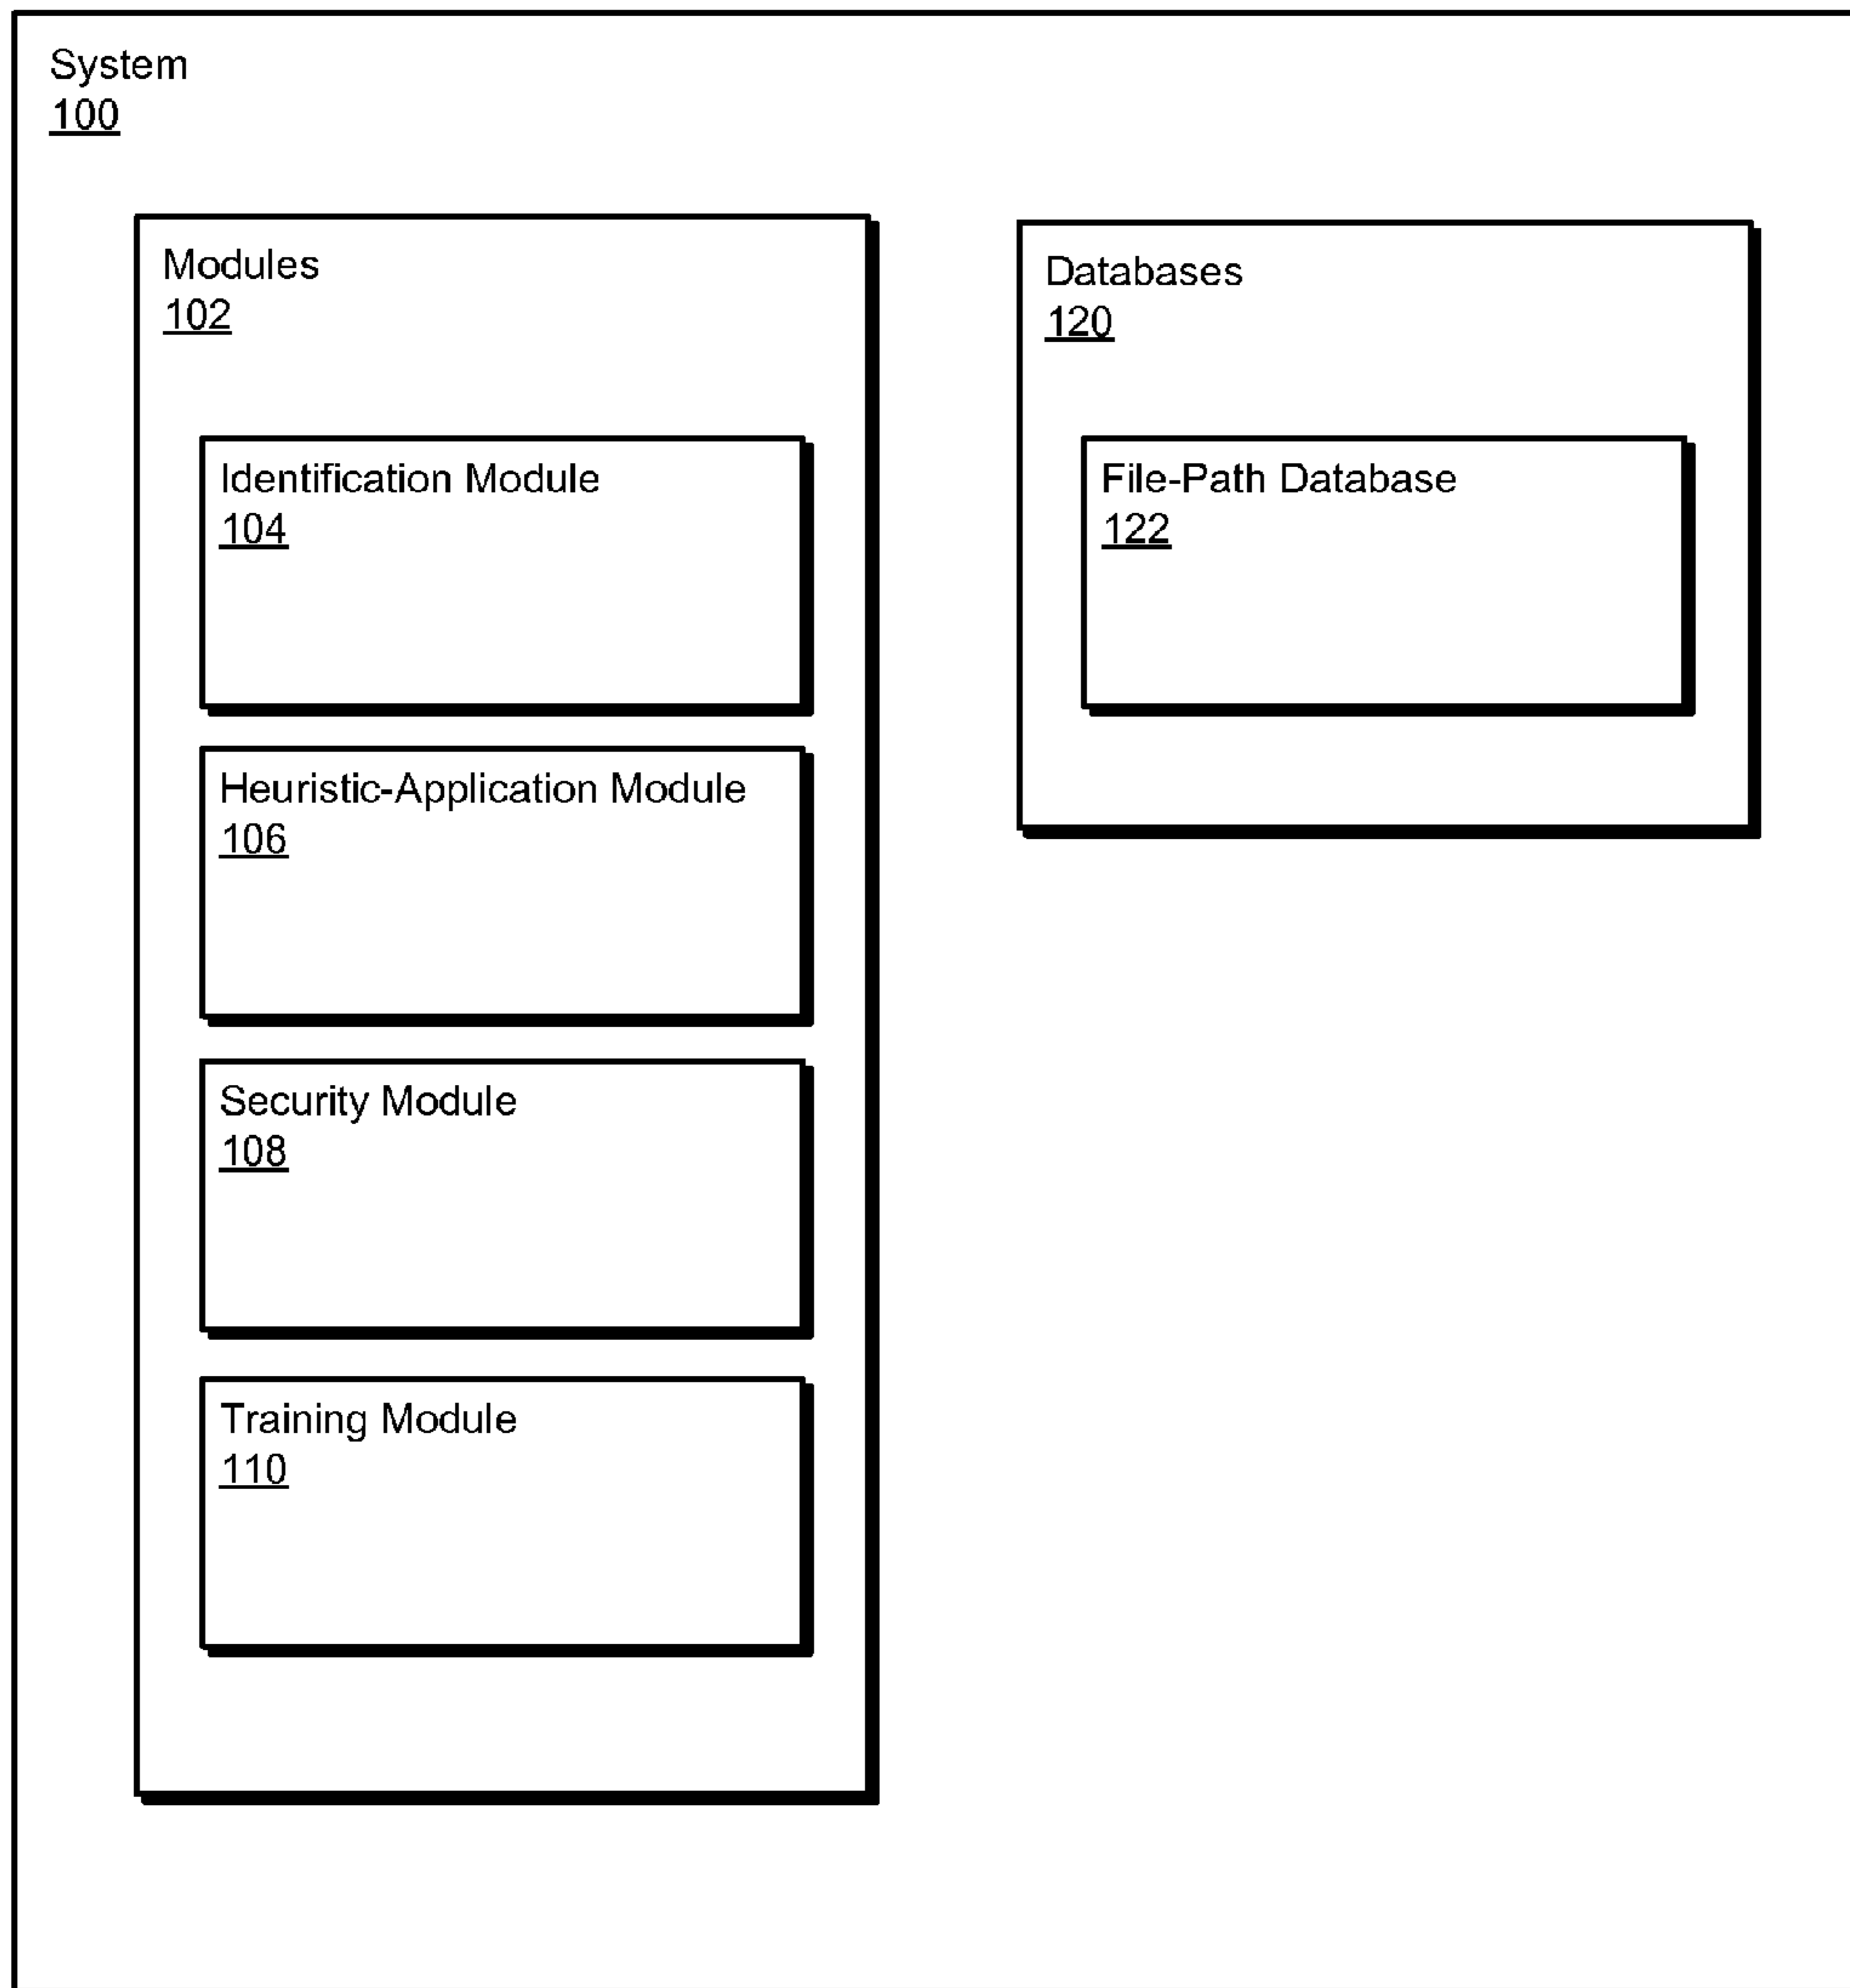 System
100
Modules
102
Identification Module
104
Heuristic-Application Module
106
Security Module
108
Training Module
110
Databases
120
File-Path Database
122